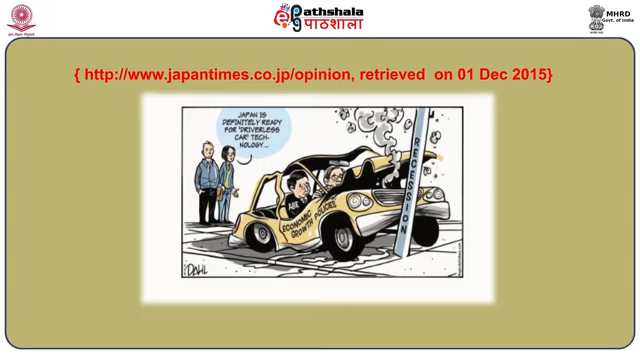 ePathshala
पाठशाला
MHRD
Govt. of India
{ http://www.japantimes.co.jp/opinion, retrieved on 01 Dec 2015}
JAPAN IS
DEFINITELY READY
FOR 'DRIVERLESS
CAR' TECH-
NOLOGY...
RECESSION
ABE
ECONOMIC
GROWTH POLICIES
DAHL